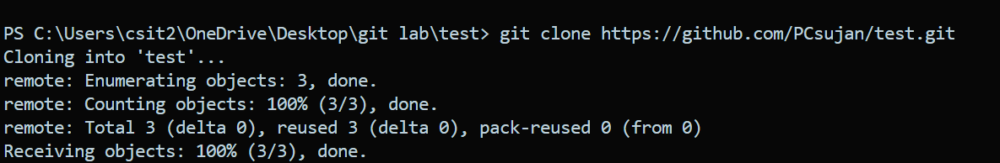 PS C:\Users\csit2\OneDrive\Desktop\git lab\test> git clone https://github.com/PCsujan/test.git
Cloning into 'test'...
remote: Enumerating objects: 3, done.
remote: Counting objects: 100% (3/3), done.
remote: Total 3 (delta 0), reused 3 (delta 0), pack-reused 0 (from 0)
Receiving objects: 100% (3/3), done.